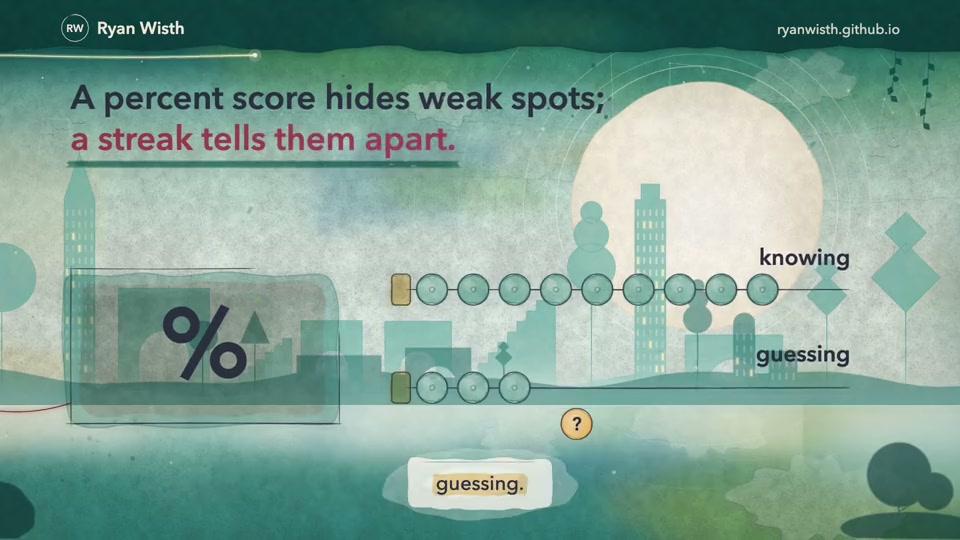 RW Ryan Wisth
ryanwisth.github.io
A percent score hides weak spots;
a streak tells them apart.
knowing
%
guessing
?
guessing.